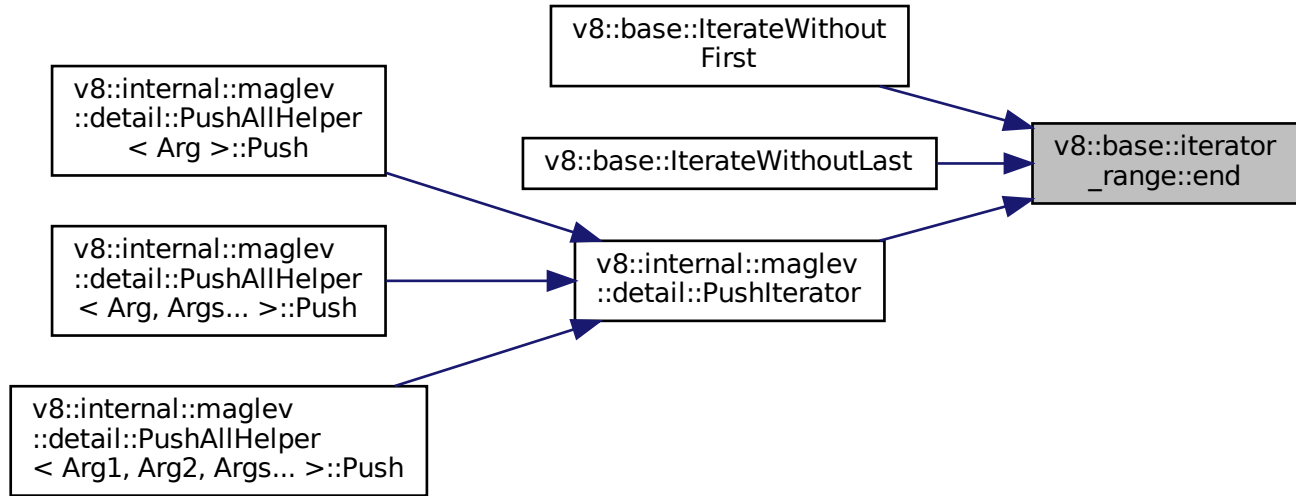 v8::base::IterateWithout
First
v8::internal::maglev
::detail::PushAllHelper
< Arg >::Push
v8::base::iterator
_range::end
v8::base::IterateWithoutLast
v8::internal::maglev
::detail::PushAllHelper
< Arg, Args... >::Push
v8::internal::maglev
::detail::PushIterator
v8::internal::maglev
::detail::PushAllHelper
< Arg1, Arg2, Args... >::Push